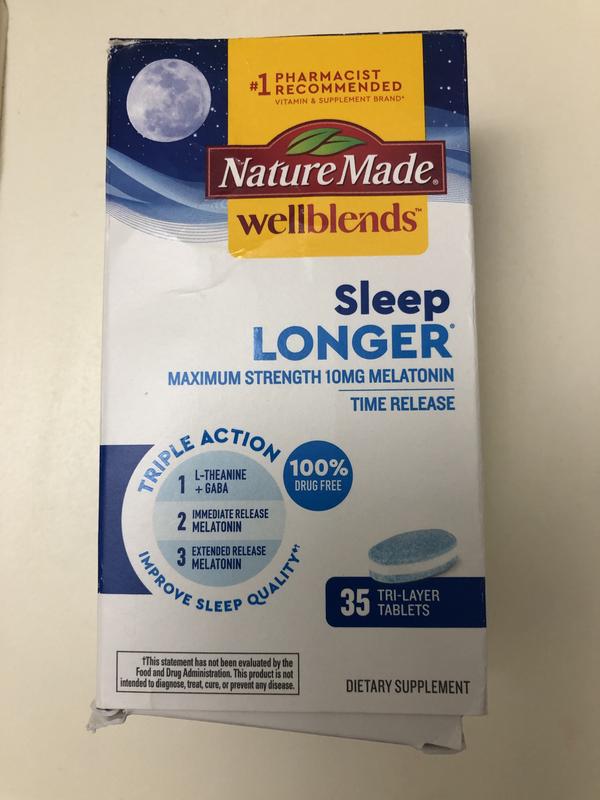 #1 PHARMACIST
RECOMMENDED
VITAMIN & SUPPLEMENT BRAND*
Nature Made®
wellblends™
Sleep
LONGER°
MAXIMUM STRENGTH 10MG MELATONIN
TIME RELEASE
TRIPLE ACTION
1 L-THEANINE
+ GABA
2 IMMEDIATE RELEASE
MELATONIN
3 EXTENDED RELEASE
MELATONIN
IMPROVE SLEEP QUALITY*†
100%
DRUG FREE
35 TRI-LAYER
TABLETS
†This statement has not been evaluated by the
Food and Drug Administration. This product is not
intended to diagnose, treat, cure, or prevent any disease.
DIETARY SUPPLEMENT